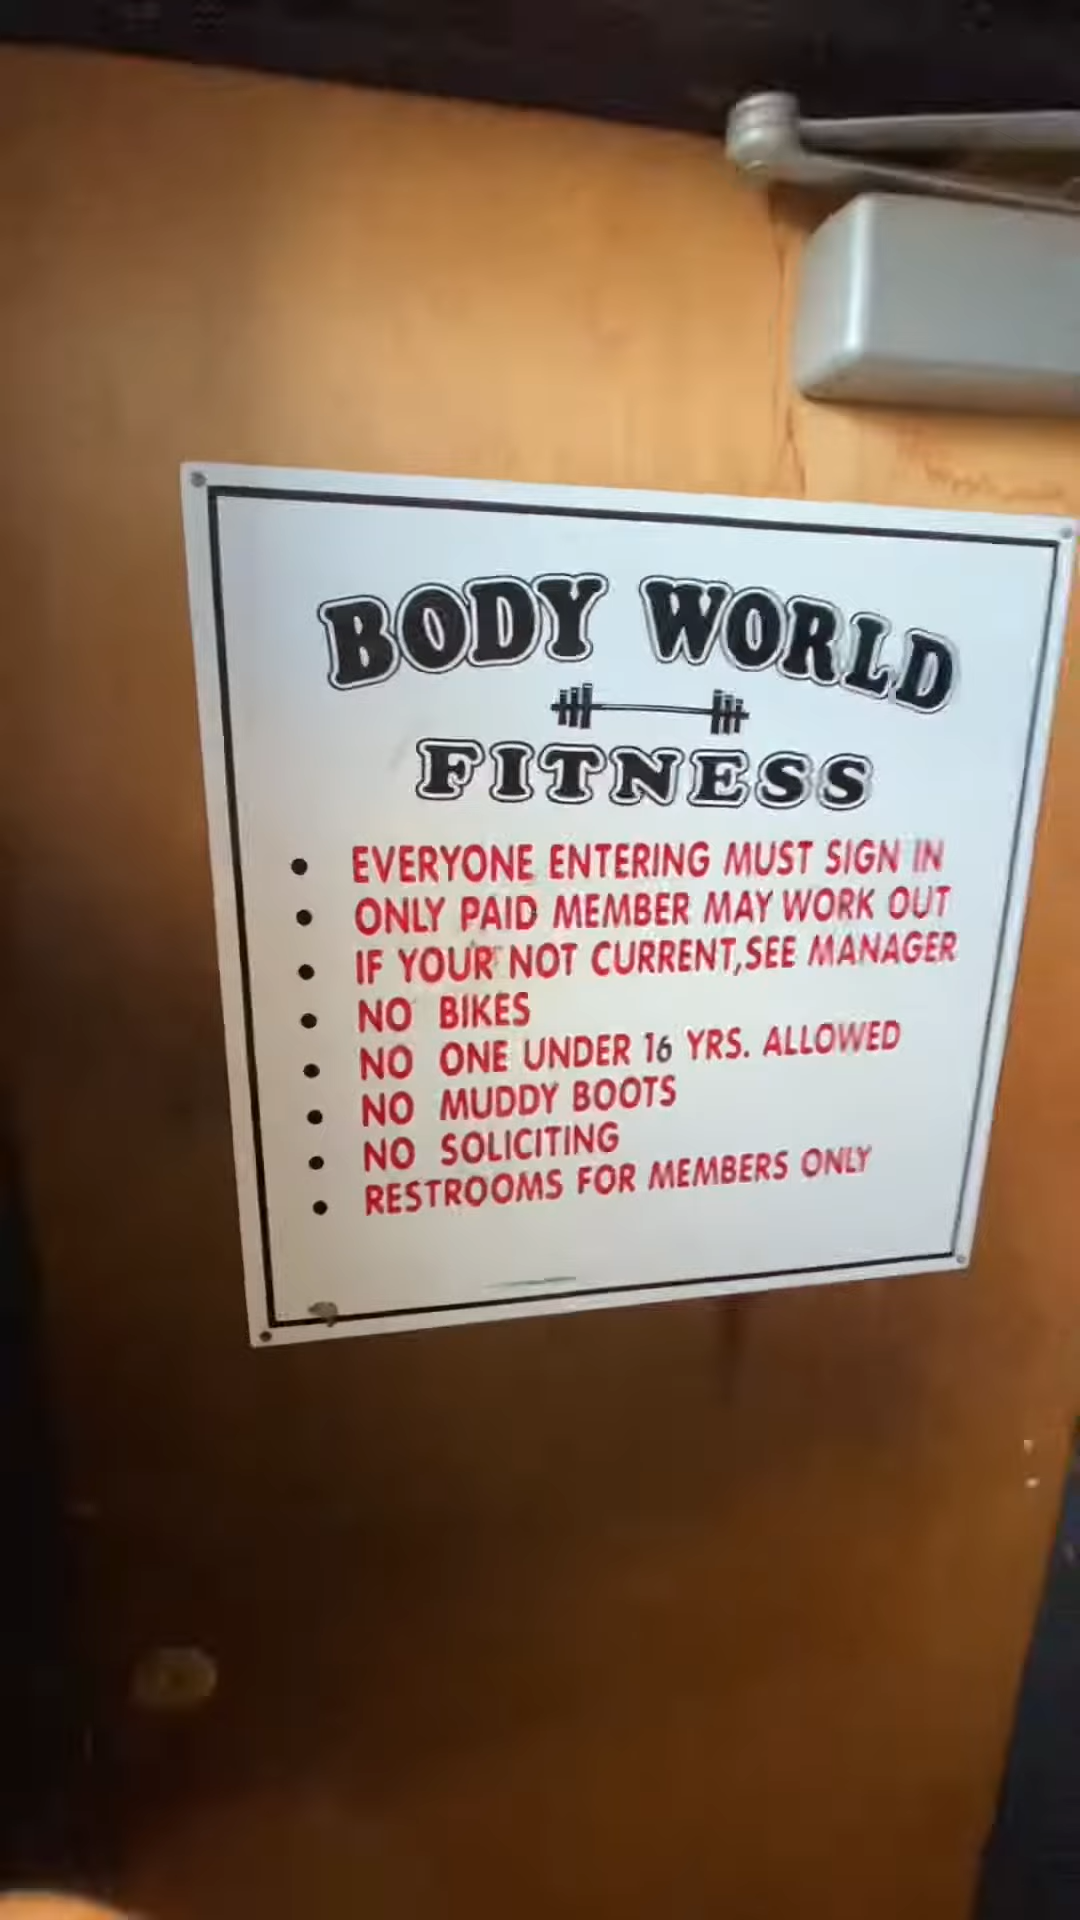 BODY WORLD
FITNESS
• EVERYONE ENTERING MUST SIGN IN
• ONLY PAID MEMBER MAY WORK OUT
• IF YOUR NOT CURRENT,SEE MANAGER
• NO BIKES
• NO ONE UNDER 16 YRS. ALLOWED
• NO MUDDY BOOTS
• NO SOLICITING
• RESTROOMS FOR MEMBERS ONLY